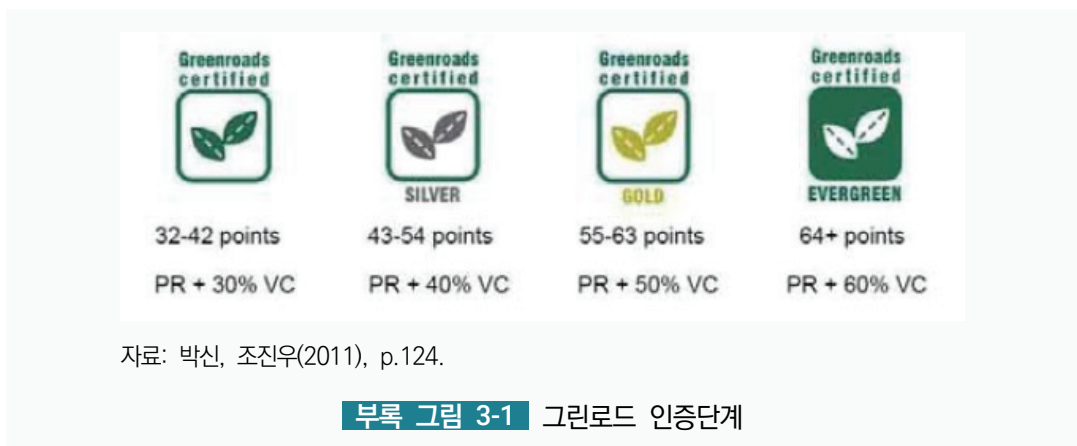 Greenroads
certified
Greenroads
certified
SILVER
Greenroads
certified
GOLD
Greenroads
certified
EVERGREEN
32-42 points
43-54 points
55-63 points
64+ points
PR + 30% VC
PR + 40% VC
PR + 50% VC
PR + 60% VC
자료: 박신, 조진우(2011), p.124.
부록 그림 3-1 그린로드 인증단계